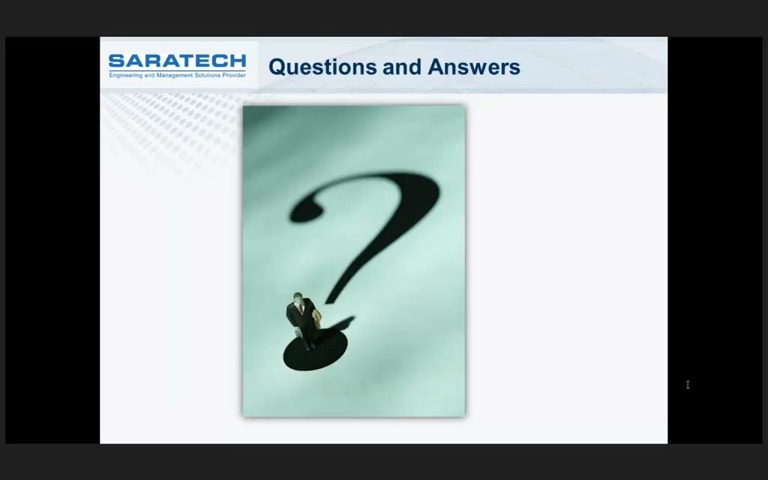 SARATECH
Engineering and Management Solutions Provider
Questions and Answers
?